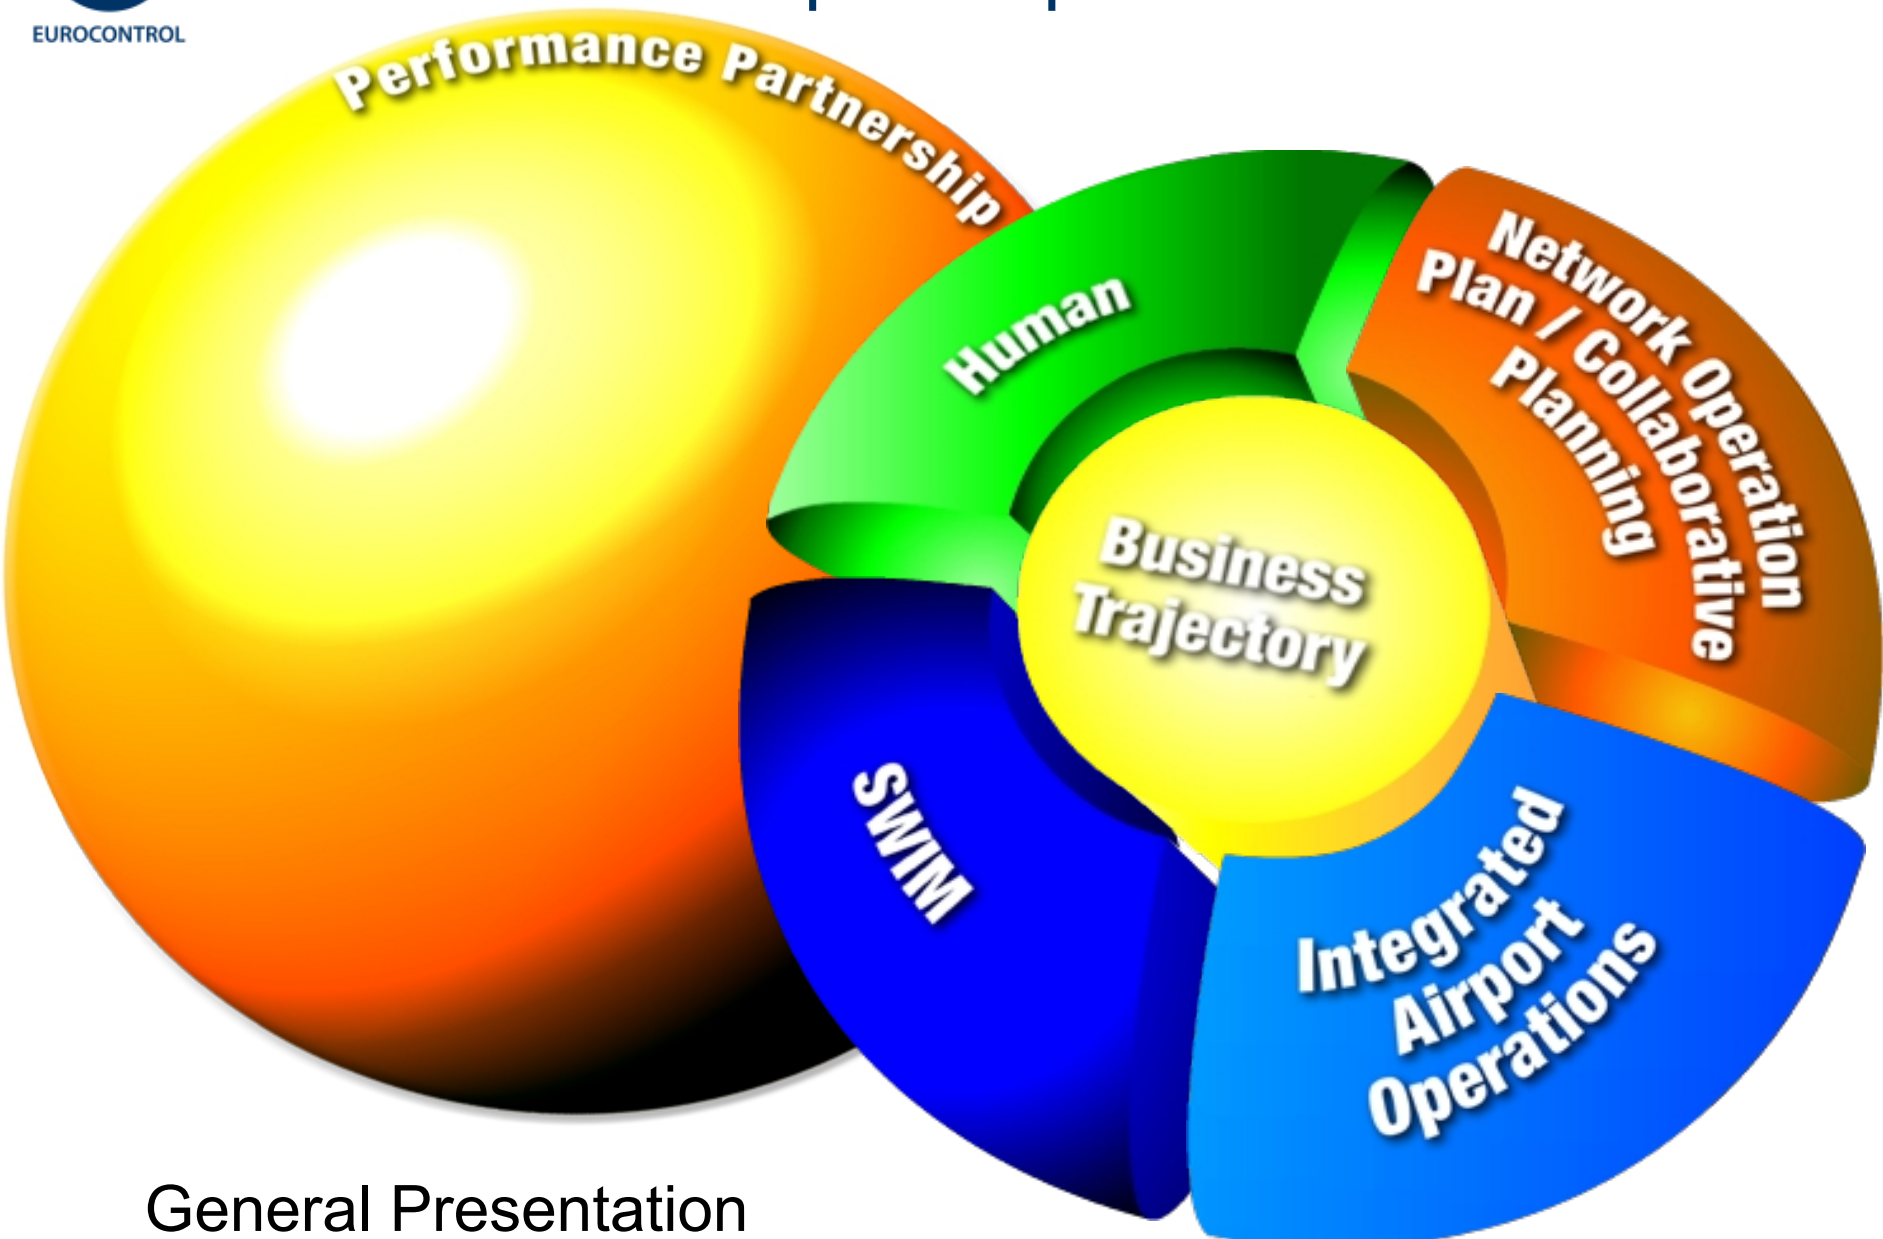 EUROCONTROL
Performance Partnership
Human
Network Operation
Plan / Collaborative
Planning
Business
Trajectory
SWIM
Integrated
Airport
Operations
General Presentation